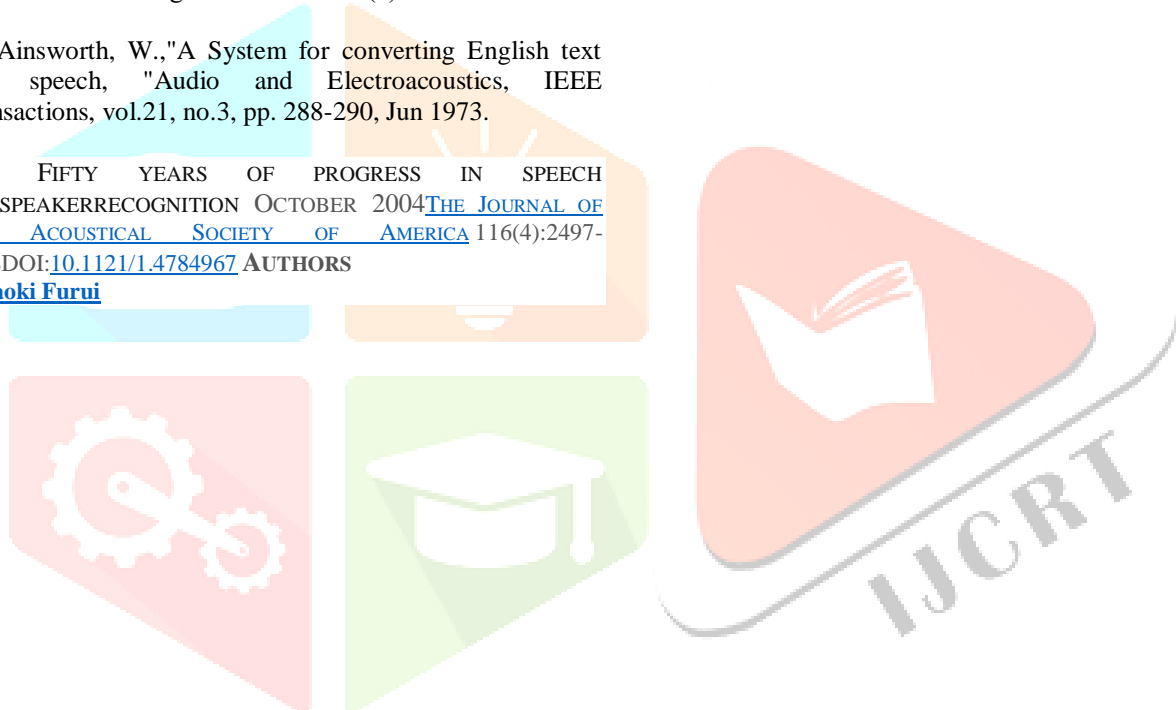 Ainsworth, W.,"A System for converting English text
speech, "Audio and Electroacoustics, IEEE
nsactions, vol.21, no.3, pp. 288-290, Jun 1973.
FIFTY YEARS OF PROGRESS IN SPEECH
SPEAKERRECOGNITION OCTOBER 2004THE JOURNAL OF
ACOUSTICAL SOCIETY OF AMERICA 116(4):2497-
DOI:10.1121/1.4784967 AUTHORS
aoki Furui
IJCRT